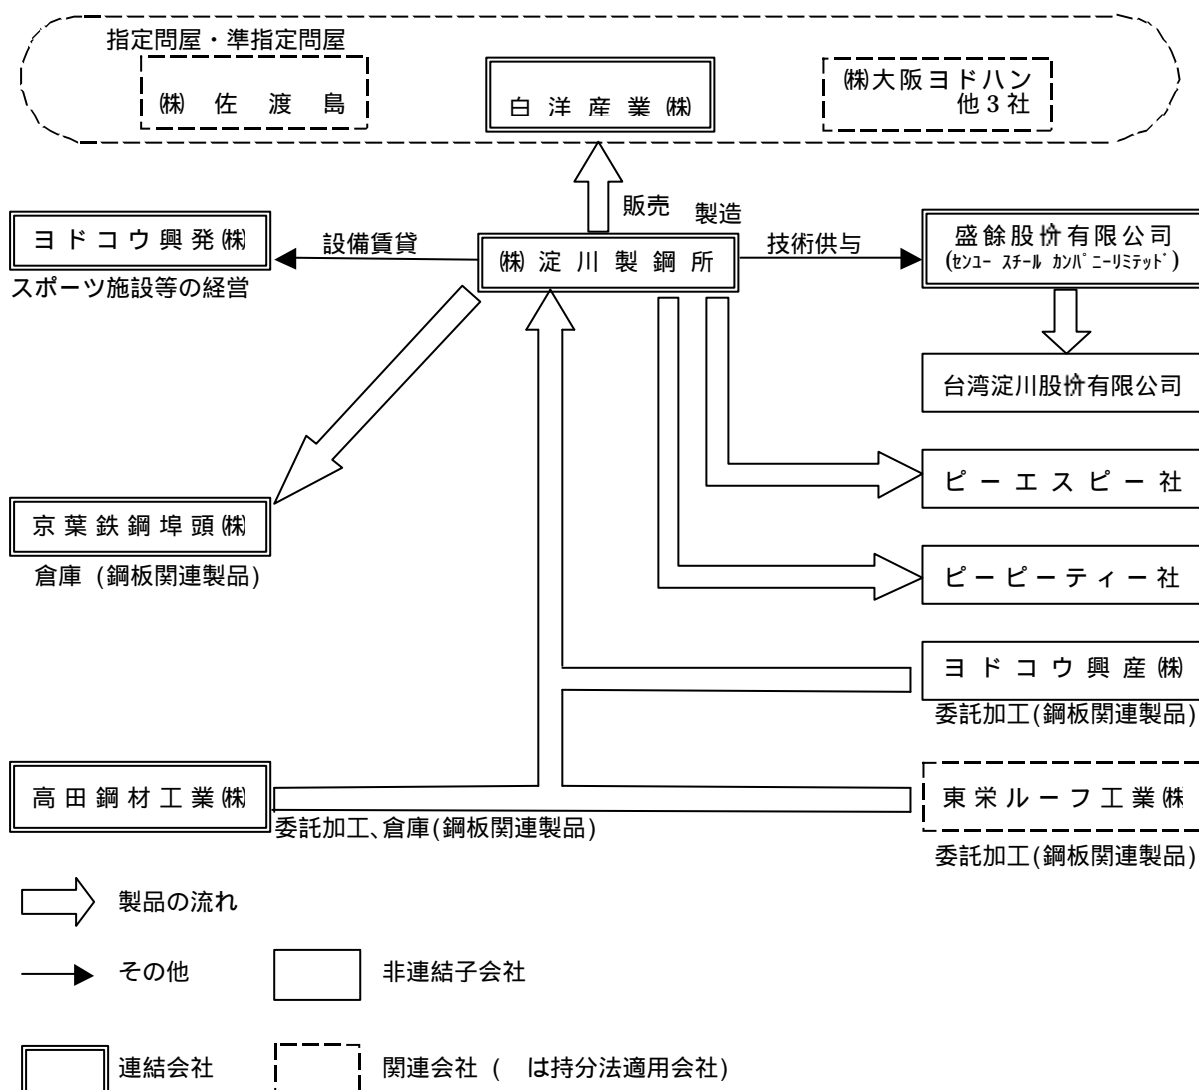 指定問屋・準指定問屋
㈱ 佐 渡 島
白 洋 産 業 ㈱
㈱大阪ヨドハン
他3社
販売
製造
ヨ ド コ ウ 興 発 ㈱
設備賃貸
㈱ 淀 川 製 鋼 所
技術供与
盛餘股份有限公司
(ｾﾝﾕｰ ｽﾁｰﾙ ｶﾝﾊﾟﾆｰﾘﾐﾃｯﾄﾞ)
スポーツ施設等の経営
台湾淀川股份有限公司
ピ ー エ ス ピ ー 社
京 葉 鉄 鋼 埠 頭 ㈱
倉庫 (鋼板関連製品)
ピ ー ピ ー テ ィ ー 社
ヨ ド コ ウ 興 産 ㈱
委託加工(鋼板関連製品)
高 田 鋼 材 工 業 ㈱
東 栄 ル ー フ 工 業 ㈱
委託加工、倉庫(鋼板関連製品)
委託加工(鋼板関連製品)
製品の流れ
その他
非連結子会社
連結会社
関連会社 (　は持分法適用会社)